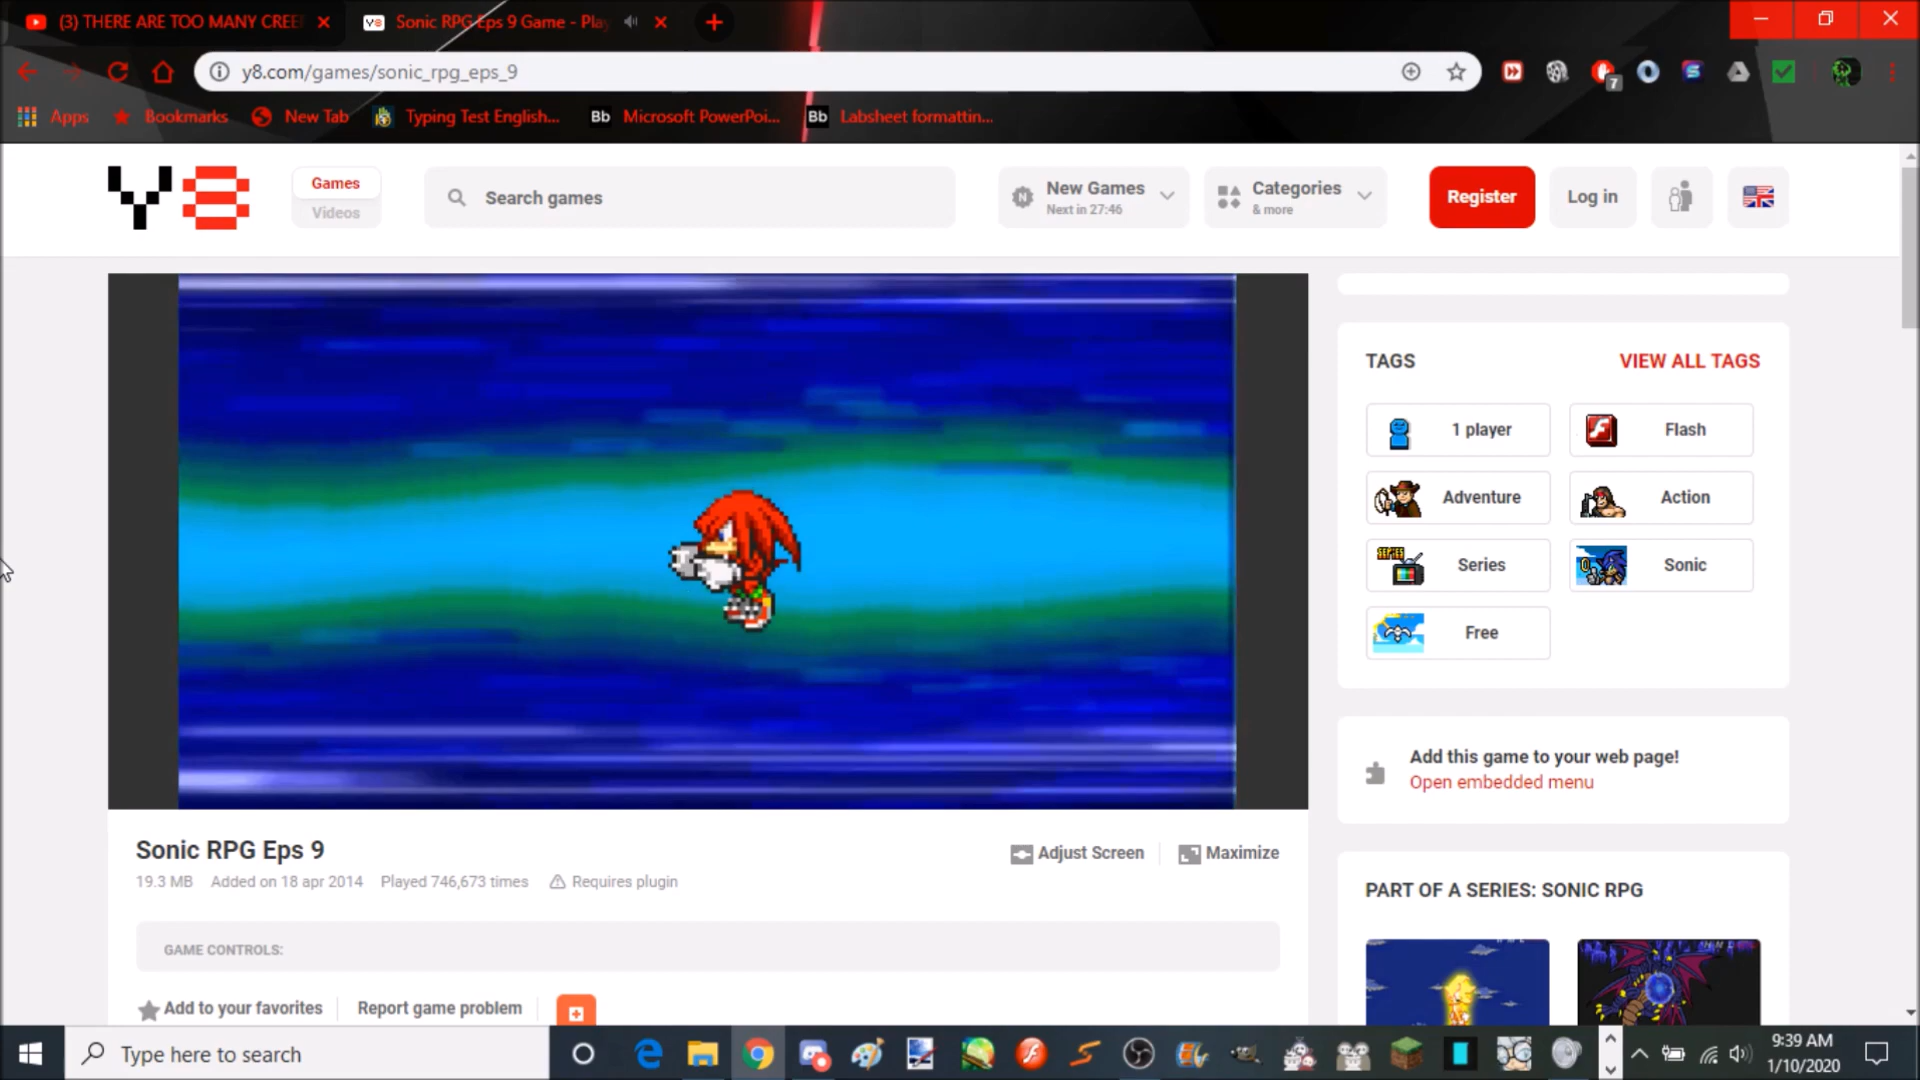 (3) THERE ARE TOO MANY CREE
Sonic RPG Eps 9 Game - Play
y8.com/games/sonic_rpg_eps_9
7
Apps
Bookmarks
New Tab
Typing Test English...
Bb
Microsoft PowerPoi...
Bb
Labsheet formattin...
Y8
Games
Videos
Search games
N
New Games
Next in 27:46
Categories
& more
Register
Log in
TAGS
VIEW ALL TAGS
1 player
Flash
Adventure
Action
SERIES
Series
Sonic
Free
Add this game to your web page!
Open embedded menu
Sonic RPG Eps 9
19.3 MB
Added on 18 apr 2014
Played 746,673 times
Requires plugin
Adjust Screen
Maximize
GAME CONTROLS:
PART OF A SERIES: SONIC RPG
Add to your favorites
Report game problem
Type here to search
9:39 AM
1/10/2020